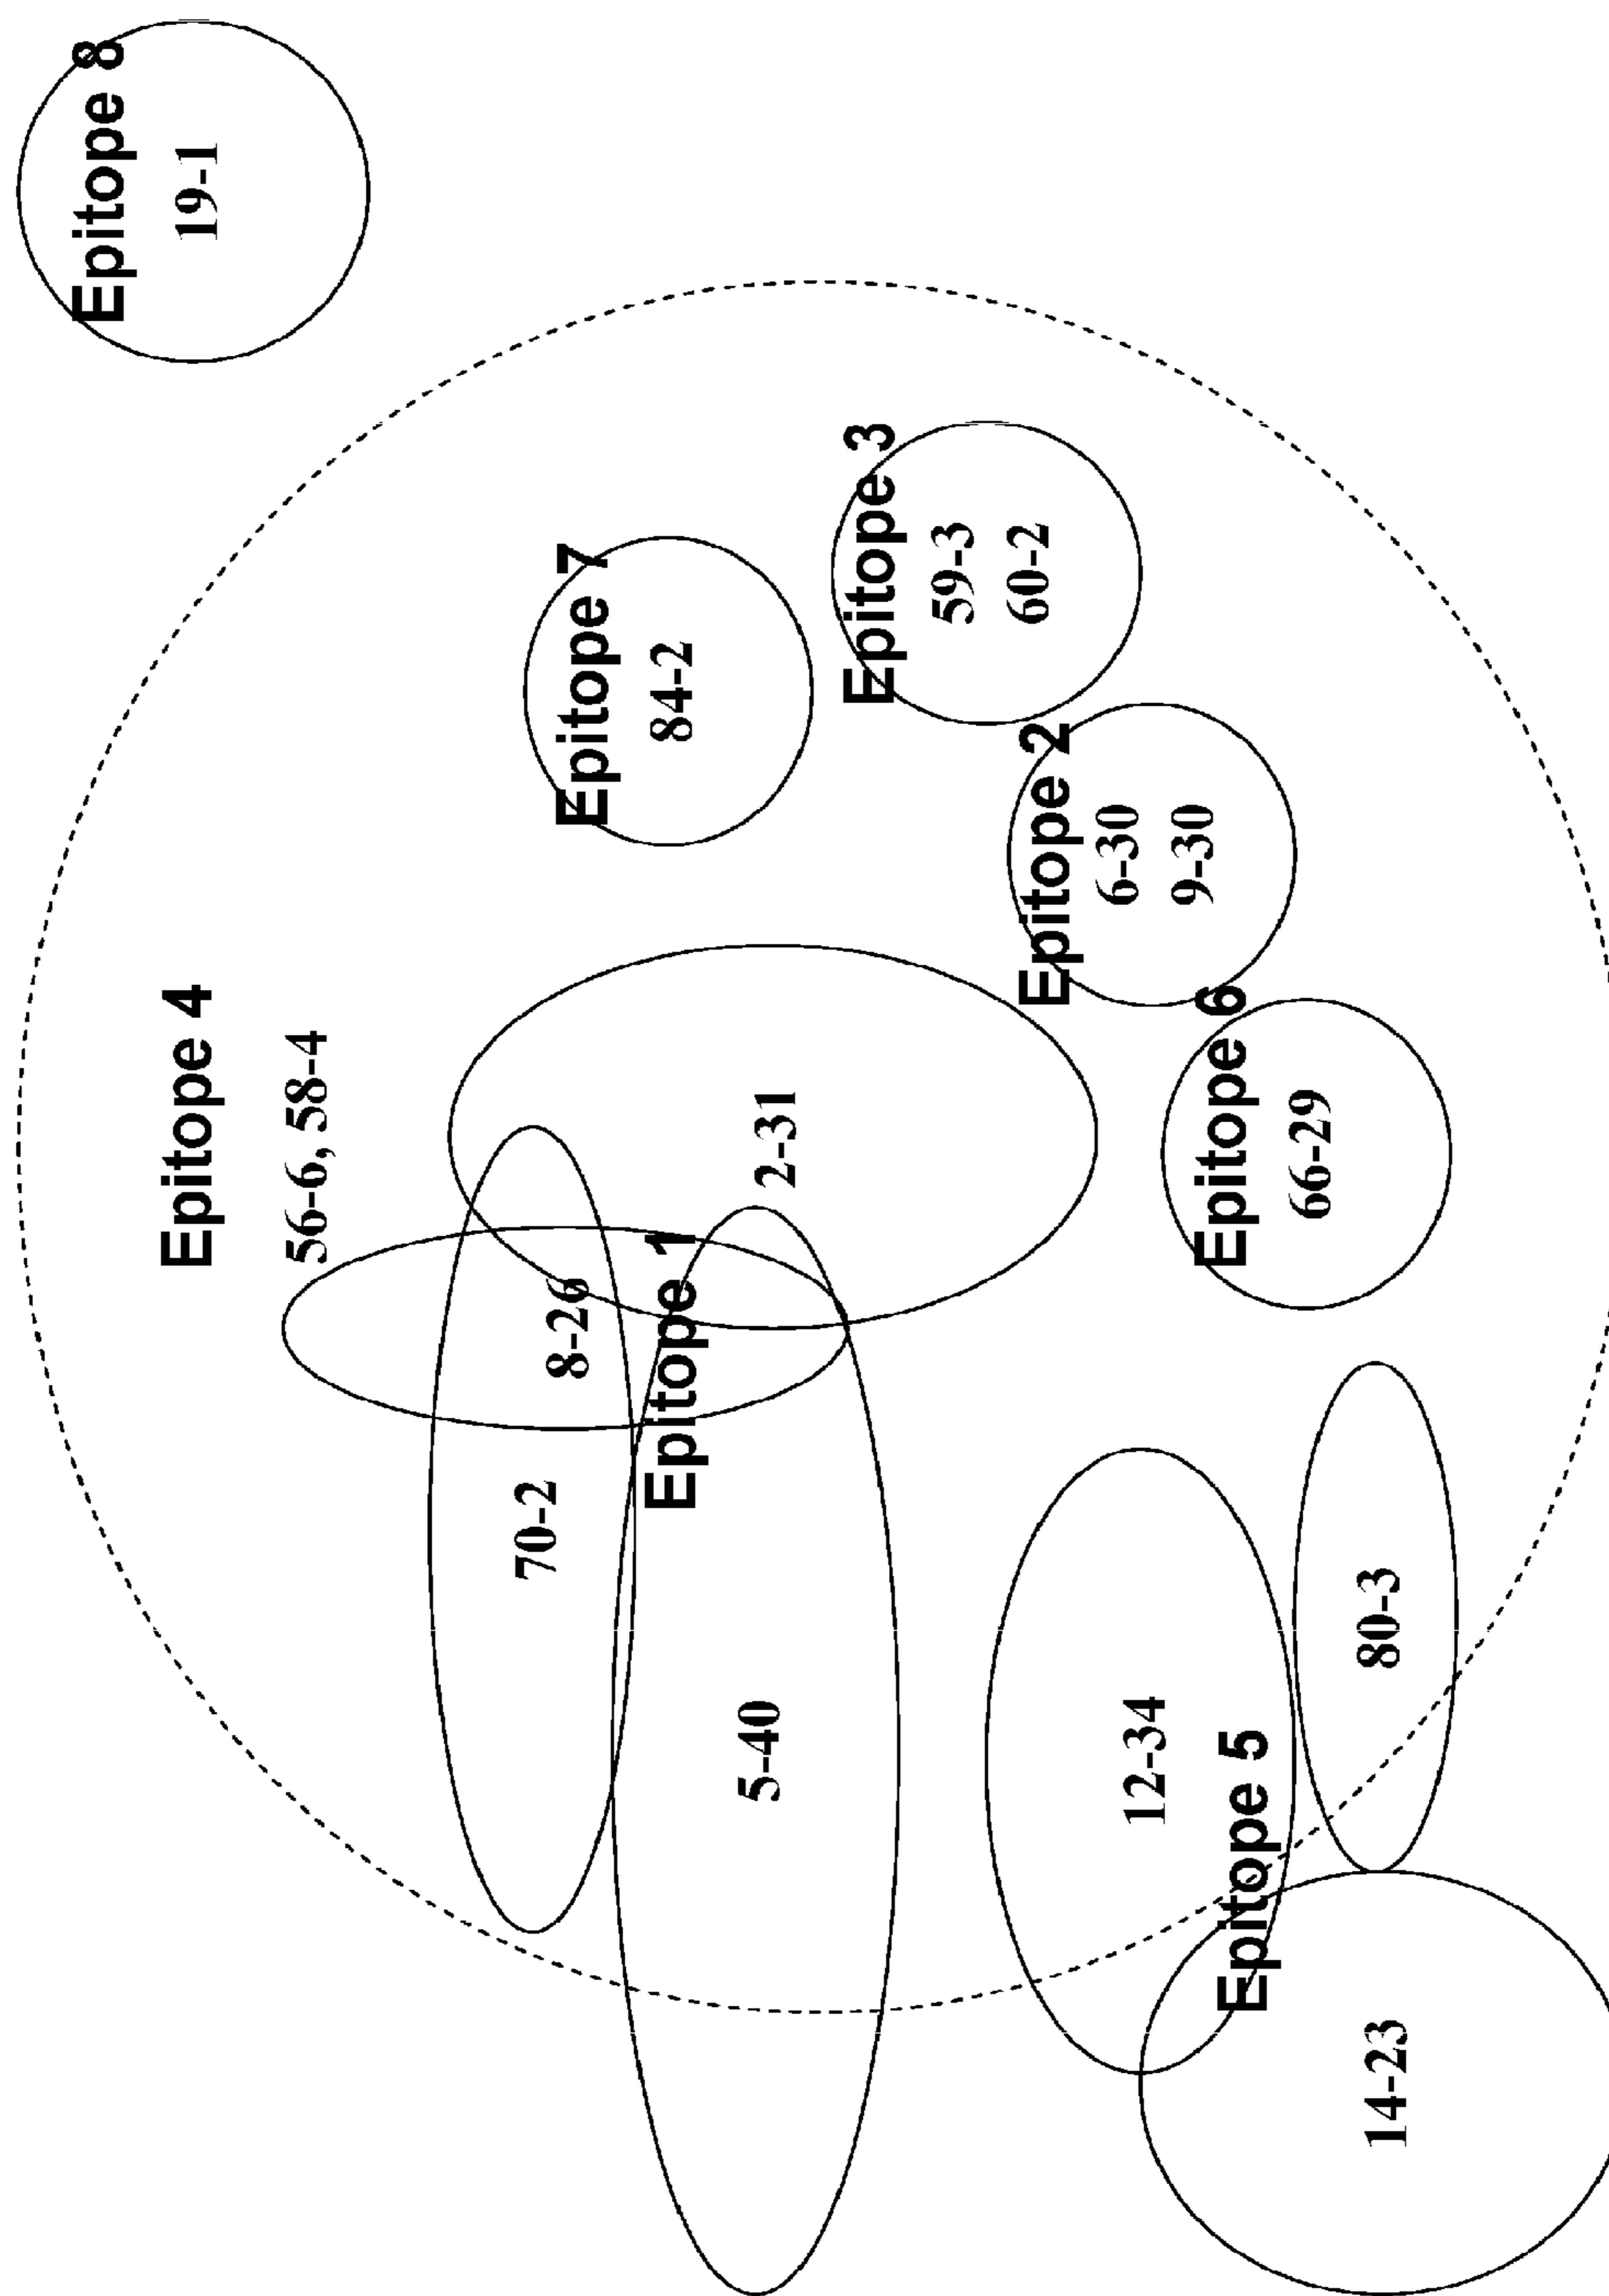 Epitope 8
19-1
Epitope 4
56-6, 58-4
Epitope 7
84-2
70-2
8-26
Epitope 1
2-31
5-40
Epitope 3
59-3
60-2
Epitope 2
6-30
9-30
12-34
Epitope 6
66-29
Epitope 5
80-3
14-23